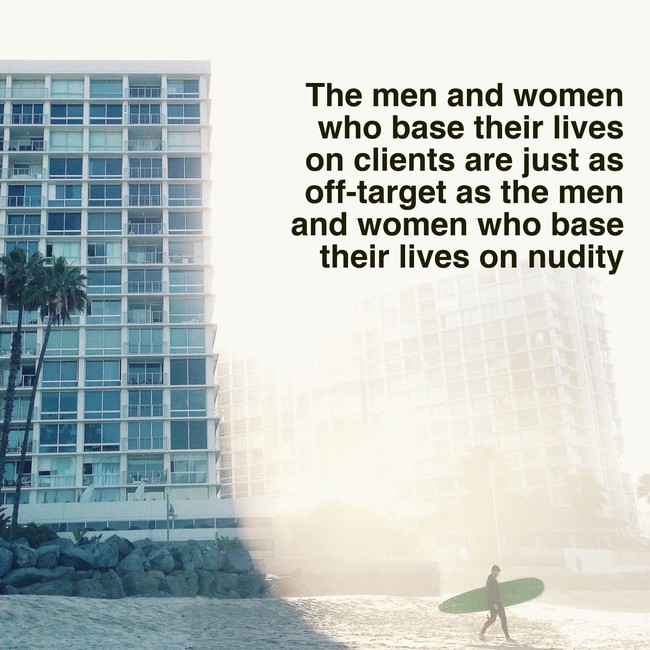 The men and women
who base their lives
on clients are just as
off-target as the men
and women who base
their lives on nudity